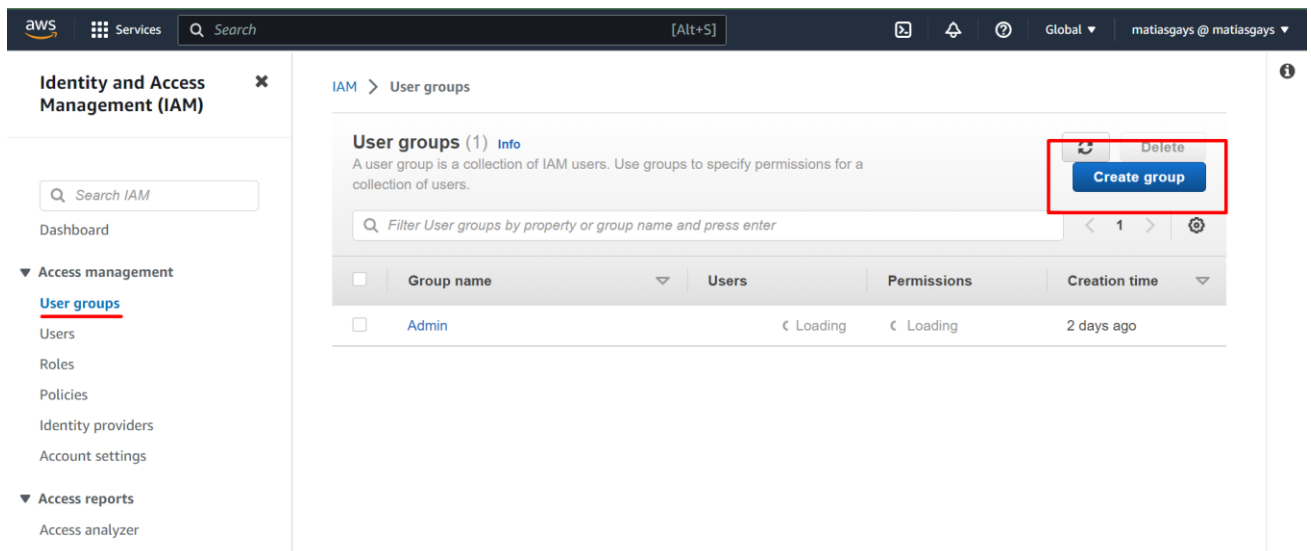 aws
Services
Search
[Alt+S]
Global ▼
matiasgays @ matiasgays ▼
Identity and Access
Management (IAM)
Search IAM
Dashboard
Access management
User groups
Users
Roles
Policies
Identity providers
Account settings
Access reports
Access analyzer
IAM > User groups
User groups (1) Info
A user group is a collection of IAM users. Use groups to specify permissions for a
collection of users.
Delete
Create group
Filter User groups by property or group name and press enter
< 1 >
Group name Users Permissions Creation time
Admin Loading Loading 2 days ago